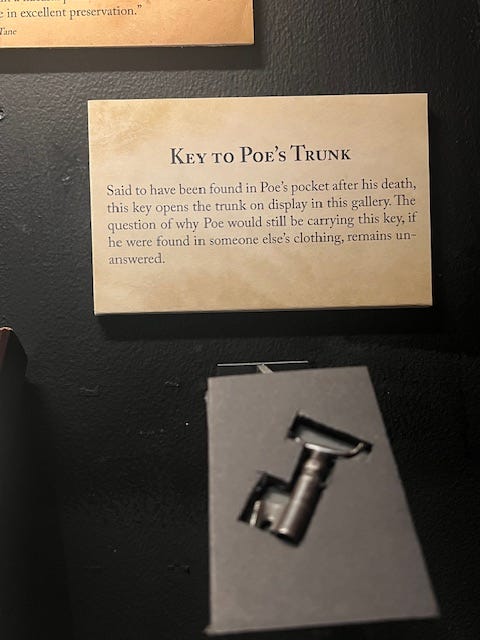 e in excellent preservation.”
Tane
Key to Poe’s Trunk
Said to have been found in Poe’s pocket after his death,
this key opens the trunk on display in this gallery. The
question of why Poe would still be carrying this key, if
he were found in someone else’s clothing, remains un-
answered.